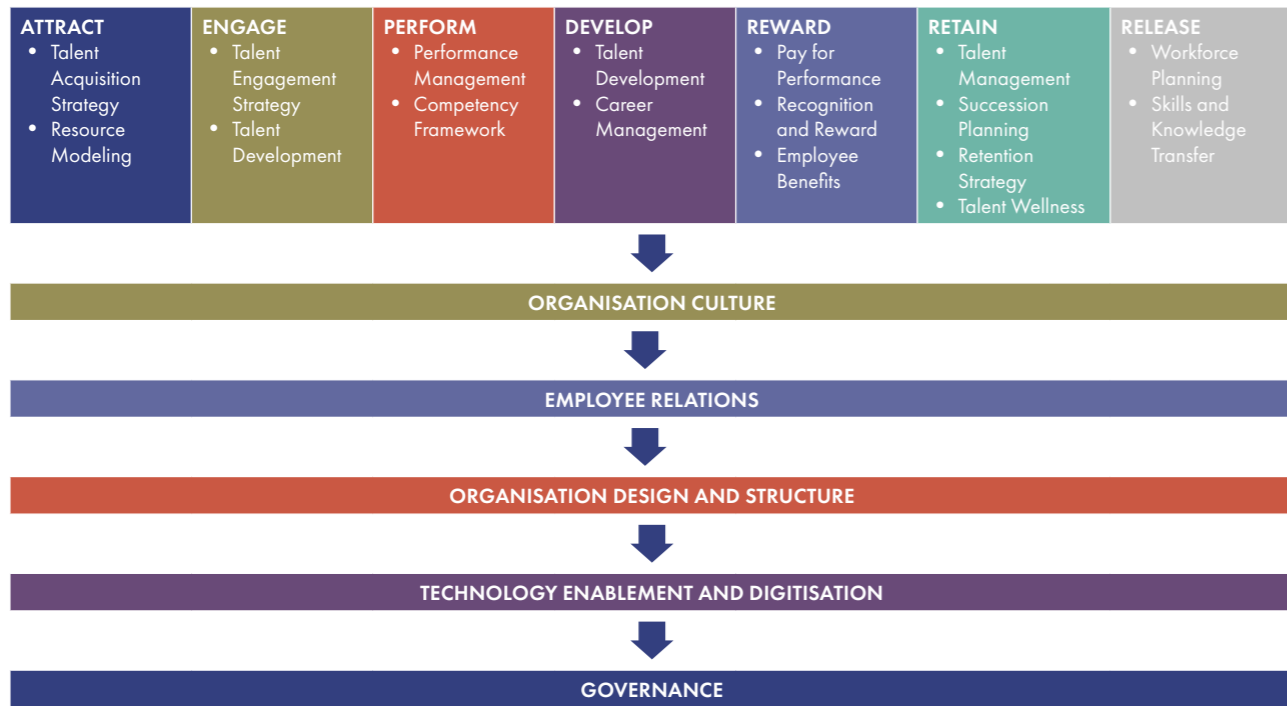 ATTRACT
• Talent
Acquisition
Strategy
• Resource
Modeling
ENGAGE
• Talent
Engagement
Strategy
• Talent
Development
PERFORM
• Performance
Management
• Competency
Framework
DEVELOP
• Talent
Development
• Career
Management
REWARD
• Pay for
Performance
• Recognition
and Reward
• Employee
Benefits
RETAIN
• Talent
Management
• Succession
Planning
• Retention
Strategy
• Talent Wellness
RELEASE
• Workforce
Planning
• Skills and
Knowledge
Transfer
ORGANISATION CULTURE
EMPLOYEE RELATIONS
ORGANISATION DESIGN AND STRUCTURE
TECHNOLOGY ENABLEMENT AND DIGITISATION
GOVERNANCE